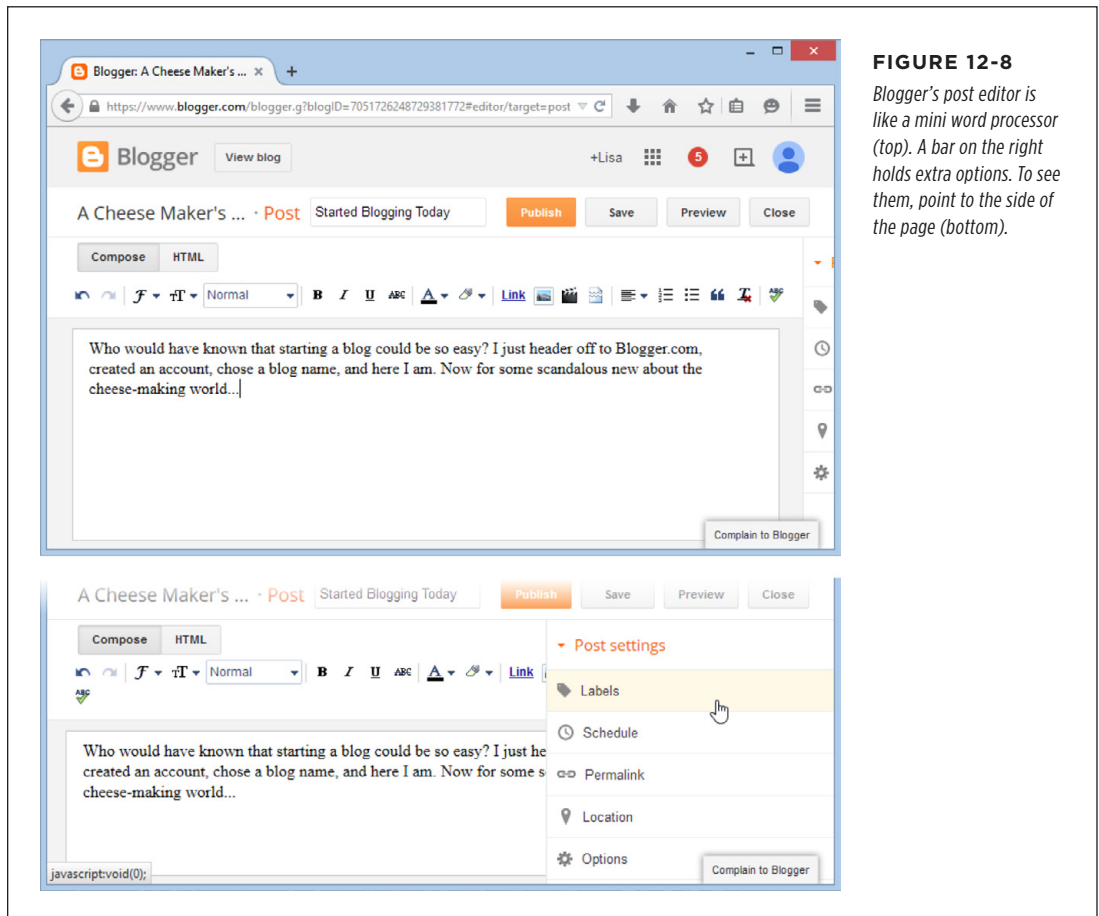 Blogger: A Cheese Maker's ...
https://www.blogger.com/blogger.g?blogID=7051726248729381772#editor/target=post
Blogger View blog +Lisa 5
A Cheese Maker's ... · Post Started Blogging Today Publish Save Preview Close
Compose HTML
Normal B I U ABC A Link ABC
Who would have known that starting a blog could be so easy? I just header off to Blogger.com,
created an account, chose a blog name, and here I am. Now for some scandalous new about the
cheese-making world...
Complain to Blogger
FIGURE 12-8
Blogger's post editor is
like a mini word processor
(top). A bar on the right
holds extra options. To see
them, point to the side of
the page (bottom).
A Cheese Maker's ... · Post Started Blogging Today Publish Save Preview Close
Compose HTML
Post settings
Normal B I U ABC A Link
ABC
Labels
Schedule
Permalink
Location
Options
Who would have known that starting a blog could be so easy? I just he
created an account, chose a blog name, and here I am. Now for some s
cheese-making world...
javascript:void(0);
Complain to Blogger